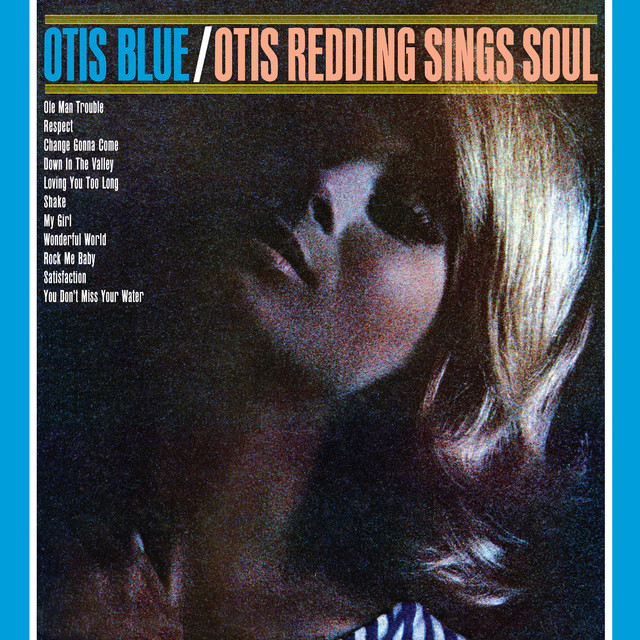 OTIS BLUE/OTIS REDDING SINGS SOUL
Ole Man Trouble
Respect
Change Gonna Come
Down In The Valley
Loving You Too Long
Shake
My Girl
Wonderful World
Rock Me Baby
Satisfaction
You Don't Miss Your Water